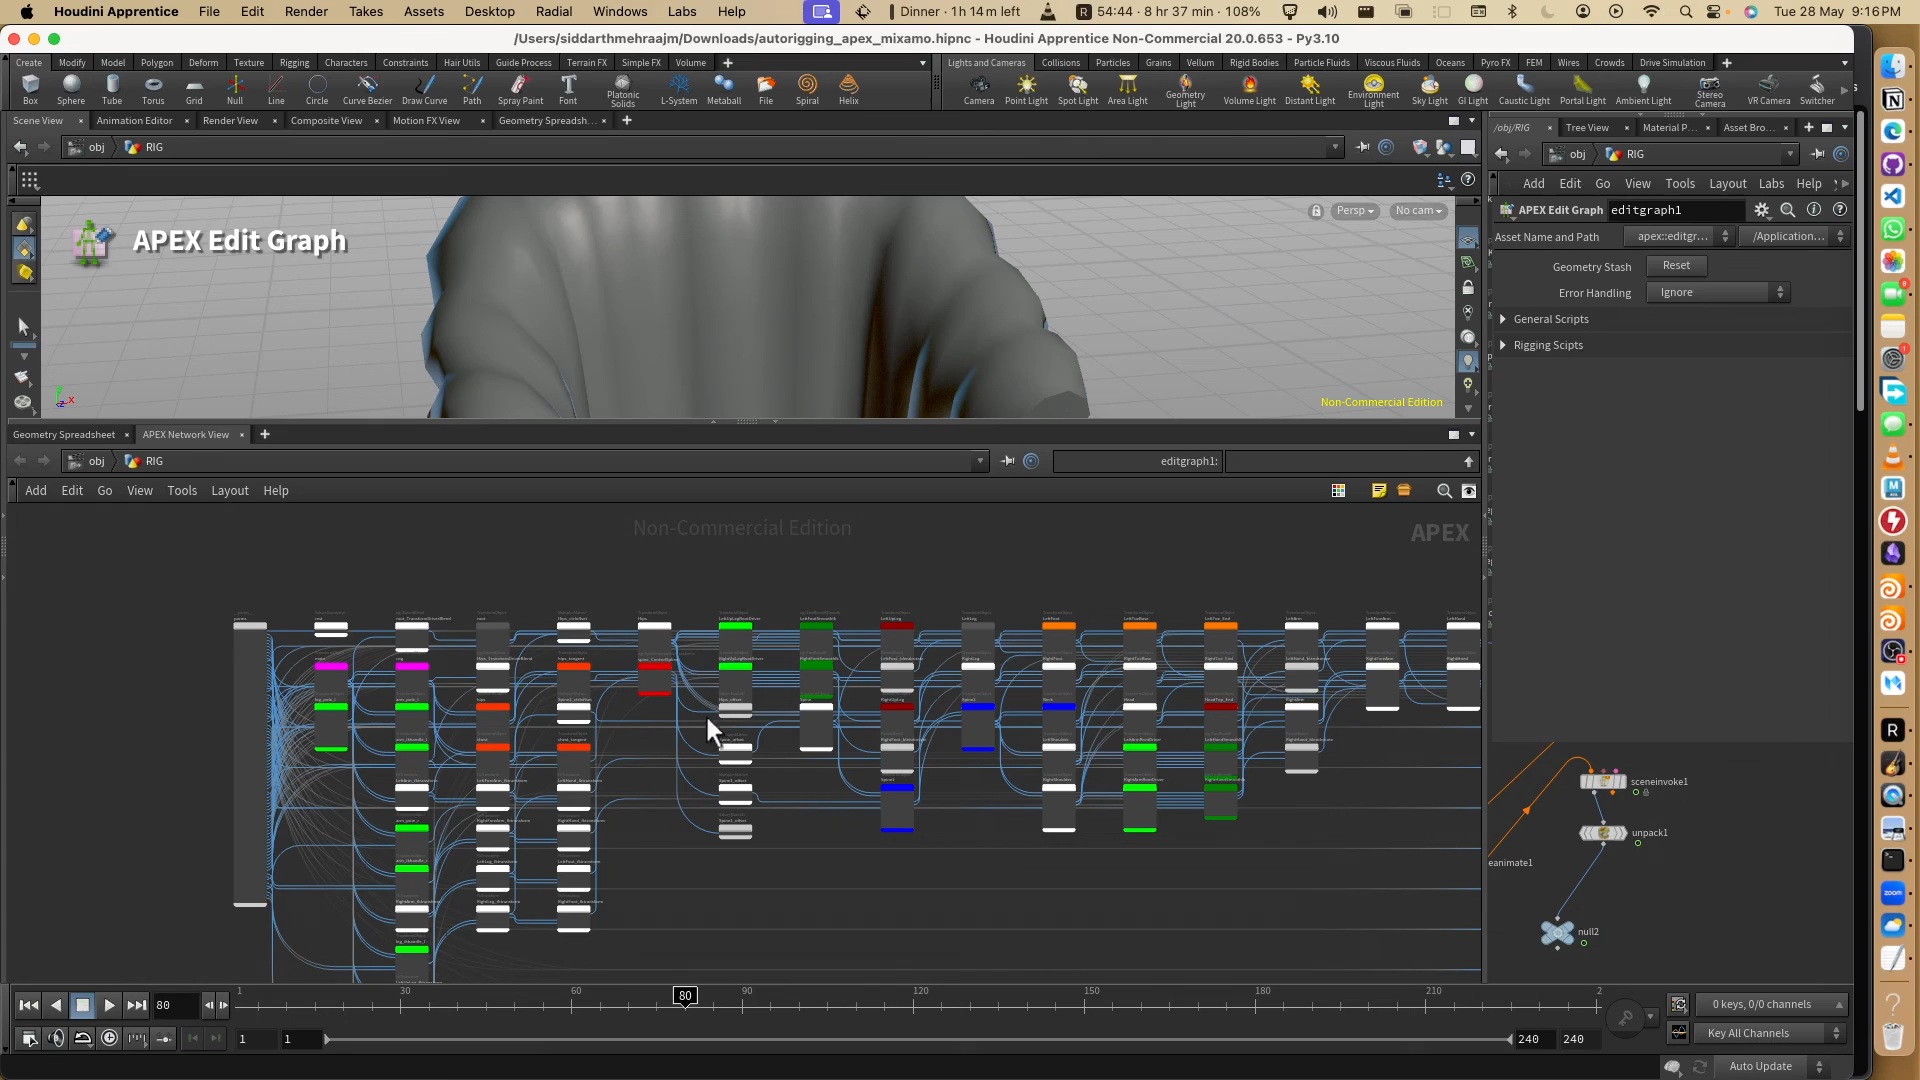 Houdini Apprentice File Edit Render Takes Assets Desktop Radial Windows Labs Help
Dinner · 1 h 14 m left
R 54:44 · 8 hr 37 min · 108%
Tue 28 May 9:16 PM
/Users/siddarthmehraajm/Downloads/autorigging_apex_mixamo.hipnc - Houdini Apprentice Non-Commercial 20.0.653 - Py3.10
Create Modify Model Polygon Deform Texture Rigging Characters Constraints Hair Utils Guide Process Terrain FX Simple FX Volume
Lights and Cameras Collisions Particles Grains Vellum Rigid Bodies Particle Fluids Viscous Fluids Oceans Pyro FX FEM Wires Crowds Drive Simulation
Box Sphere Tube Torus Grid Null Line Circle Curve Bezier Draw Curve Path Spray Paint Font Platonic Solids L-System Metaball File Spiral Helix
Camera Point Light Spot Light Area Light Geometry Light Volume Light Distant Light Environment Light Sky Light GI Light Caustic Light Portal Light Ambient Light Stereo Camera VR Camera Switcher
Scene View Animation Editor Render View Composite View Motion FX View Geometry Spreadsh...
/obj/RIG Tree View Material P... Asset Bro...
obj RIG
obj RIG
Add Edit Go View Tools Layout Labs Help
APEX Edit Graph editgraph1
Asset Name and Path apex::editgr... /Application...
Geometry Stash Reset
Error Handling Ignore
General Scripts
Rigging Scipts
APEX Edit Graph
Persp
No cam
Non-Commercial Edition
z x
Geometry Spreadsheet APEX Network View
obj RIG
editgraph1:
Add Edit Go View Tools Layout Help
Non-Commercial Edition
APEX
sceneinvoke1
unpack1
eanimate1
null2
80
1 30 60 80 90 120 150 180 210 2
0 keys, 0/0 channels
1 1 240 240
Key All Channels
Auto Update